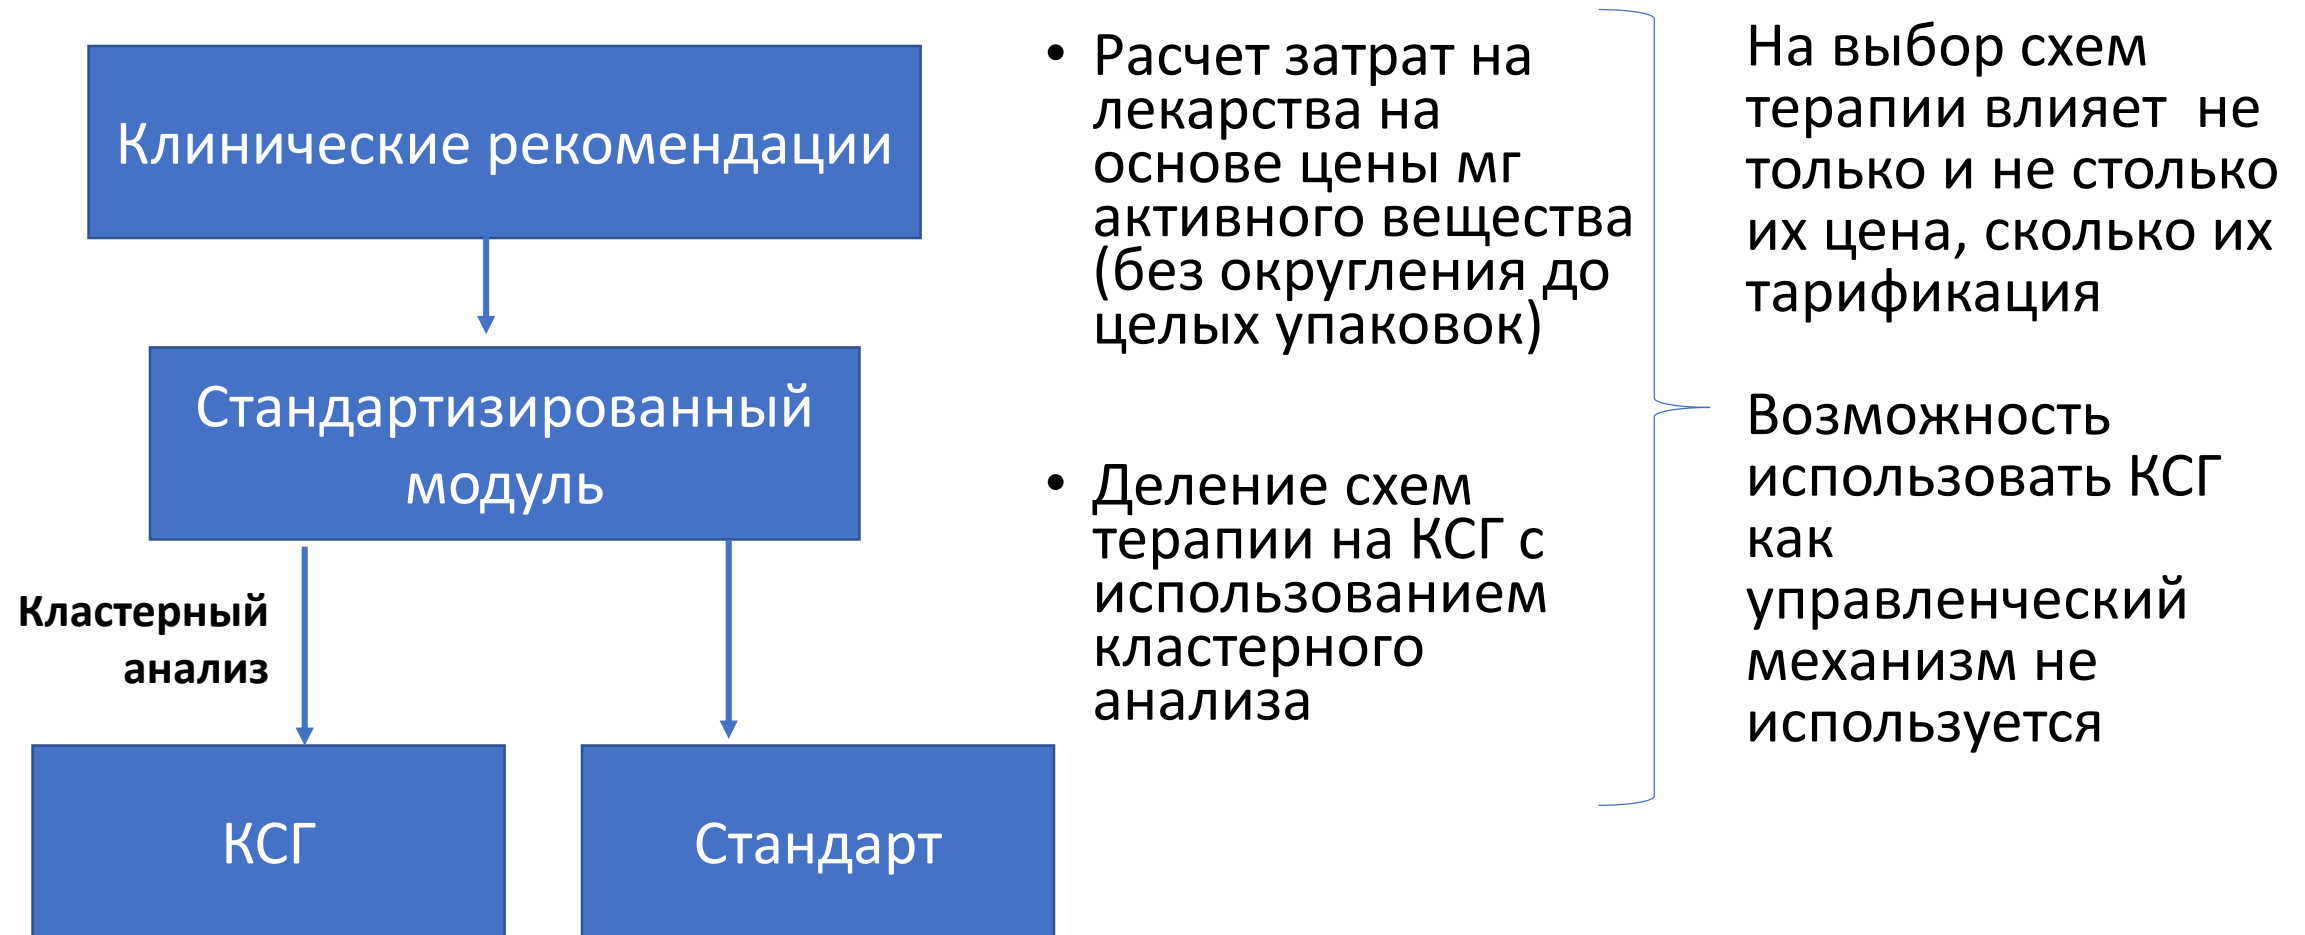 Клинические рекомендации
Стандартизированный
модуль
Кластерный
анализ
КСГ
Стандарт
• Расчет затрат на
лекарства на
основе цены мг
активного вещества
(без округления до
целых упаковок)
• Деление схем
терапии на КСГ с
использованием
кластерного
анализа
На выбор схем
терапии влияет  не
только и не столько
их цена, сколько их
тарификация
Возможность
использовать КСГ
как
управленческий
механизм не
используется